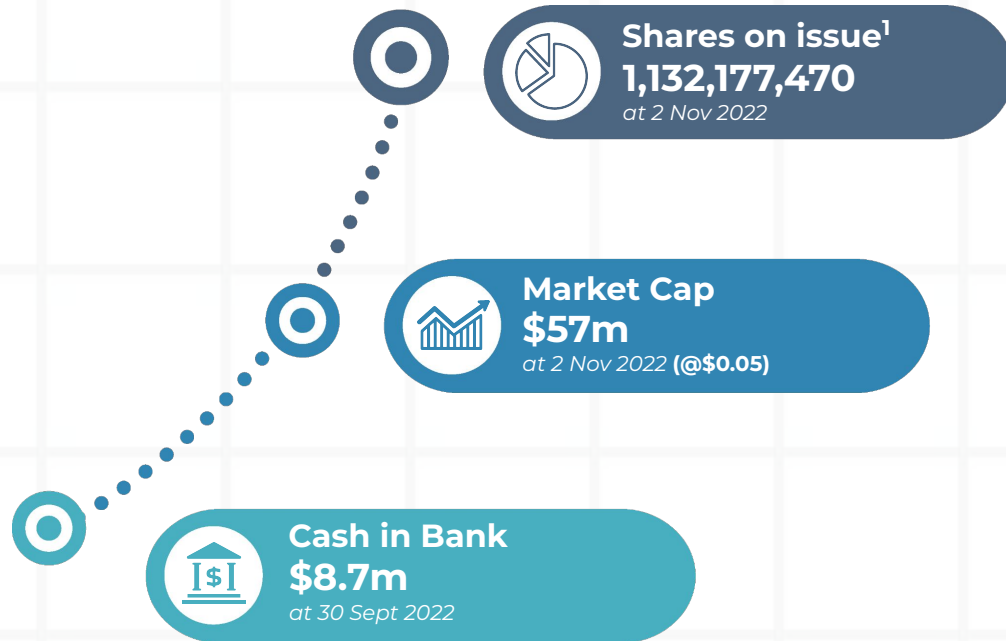 Shares on issue¹
1,132,177,470
at 2 Nov 2022
Market Cap
$57m
at 2 Nov 2022 (@$0.05)
$
Cash in Bank
$8.7m
at 30 Sept 2022